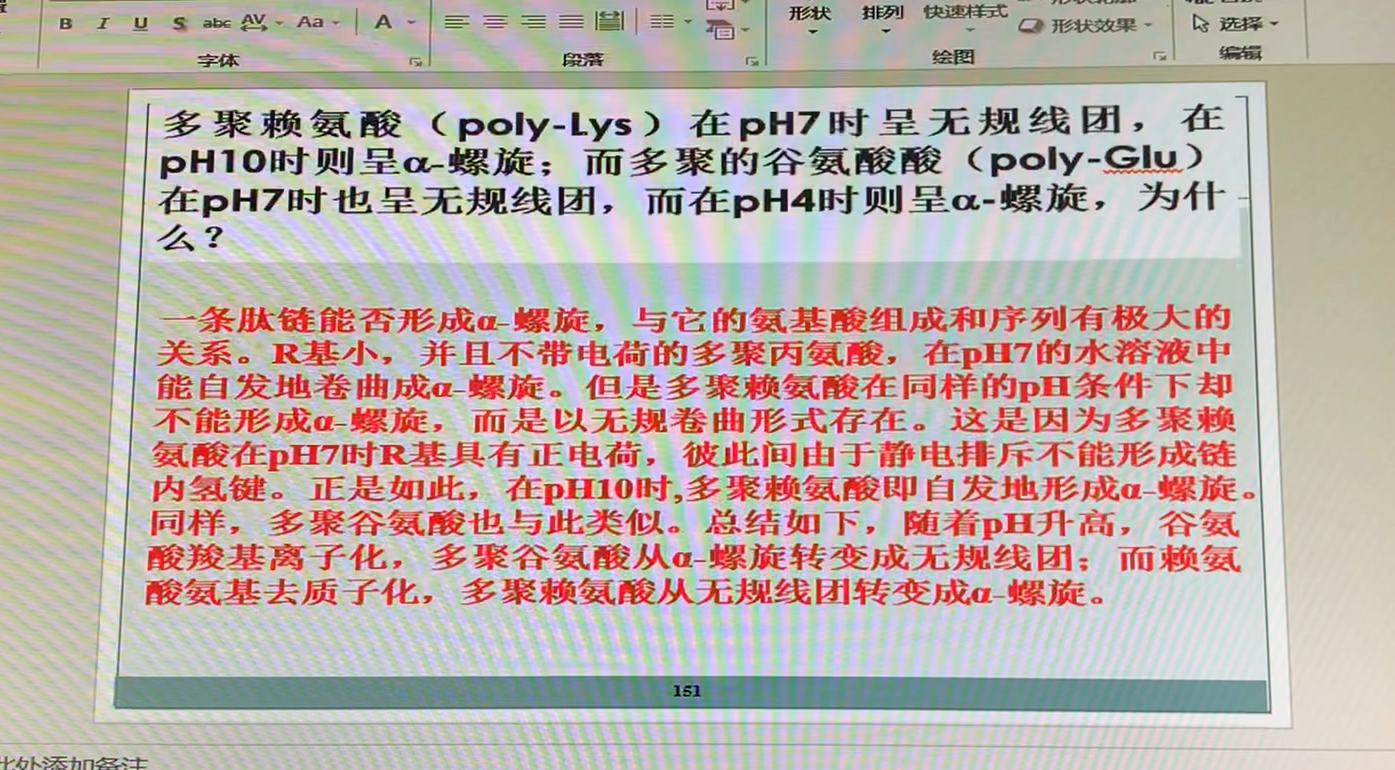 B I U S abc AV Aa A
形状 排列 快速样式
形状效果 选择
字体 段落 绘图 编辑
多聚赖氨酸（poly-Lys）在pH7时呈无规线团，在
pH10时则呈α-螺旋；而多聚的谷氨酸酸（poly-Glu）
在pH7时也呈无规线团，而在pH4时则呈α-螺旋，为什
么？
一条肽链能否形成α-螺旋，与它的氨基酸组成和序列有极大的
关系。R基小，并且不带电荷的多聚丙氨酸，在pH7的水溶液中
能自发地卷曲成α-螺旋。但是多聚赖氨酸在同样的pH条件下却
不能形成α-螺旋，而是以无规卷曲形式存在。这是因为多聚赖
氨酸在pH7时R基具有正电荷，彼此间由于静电排斥不能形成链
内氢键。正是如此，在pH10时,多聚赖氨酸即自发地形成α-螺旋。
同样，多聚谷氨酸也与此类似。总结如下，随着pH升高，谷氨
酸羧基离子化，多聚谷氨酸从α-螺旋转变成无规线团；而赖氨
酸氨基去质子化，多聚赖氨酸从无规线团转变成α-螺旋。
151
此处添加备注